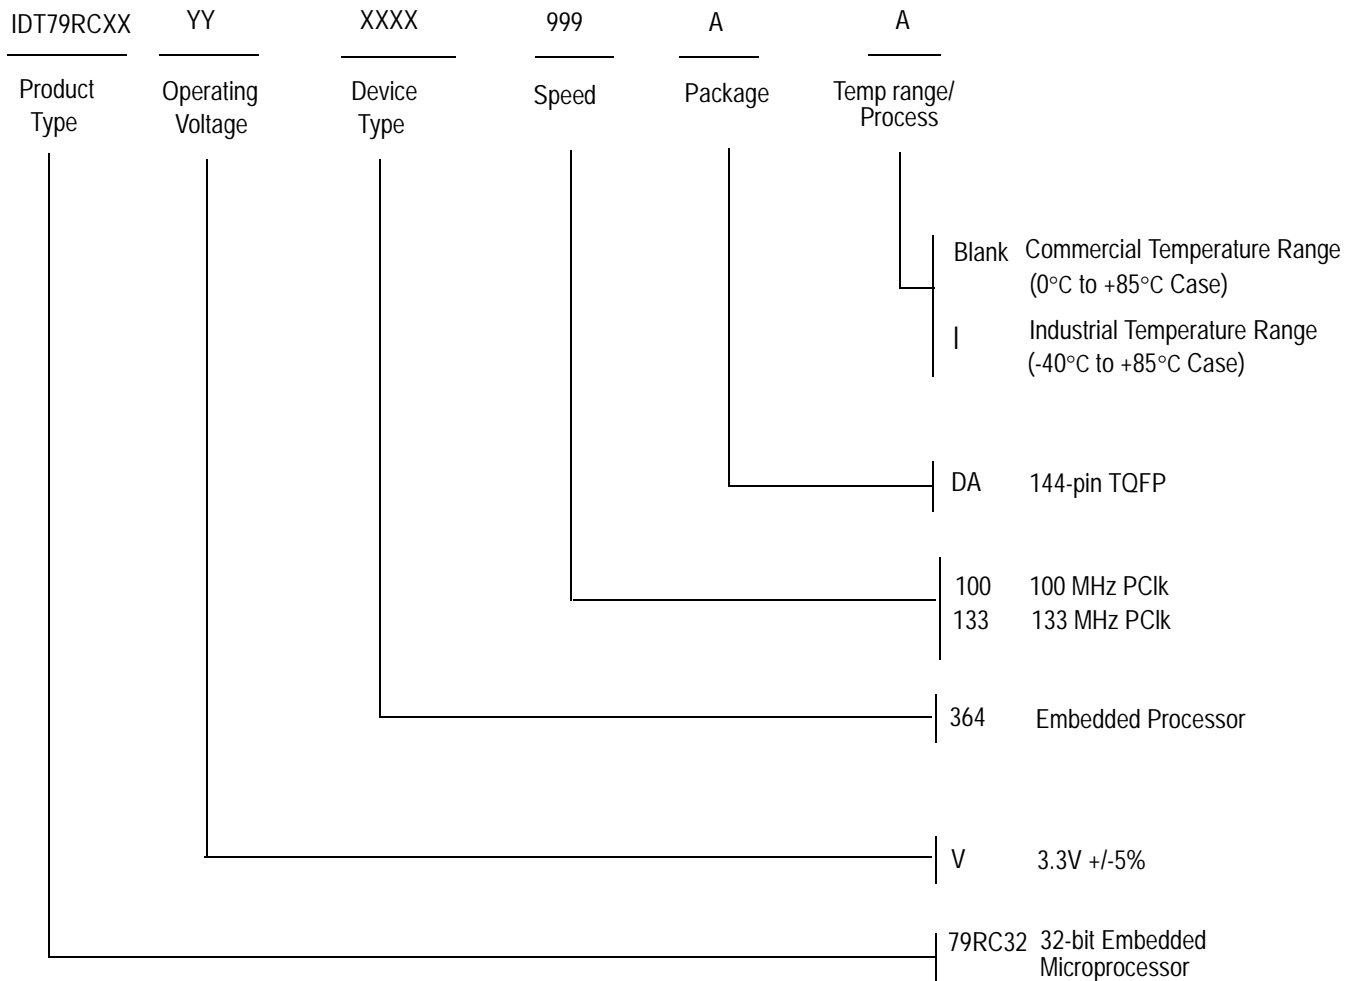 IDT79RCXX YY XXXX 999 A A
Product Type
Operating Voltage
Device Type
Speed
Package
Temp range/
Process
Blank Commercial Temperature Range
(0°C to +85°C Case)
I Industrial Temperature Range
(-40°C to +85°C Case)
DA 144-pin TQFP
100 100 MHz PClk
133 133 MHz PClk
364 Embedded Processor
V 3.3V +/-5%
79RC32 32-bit Embedded
Microprocessor